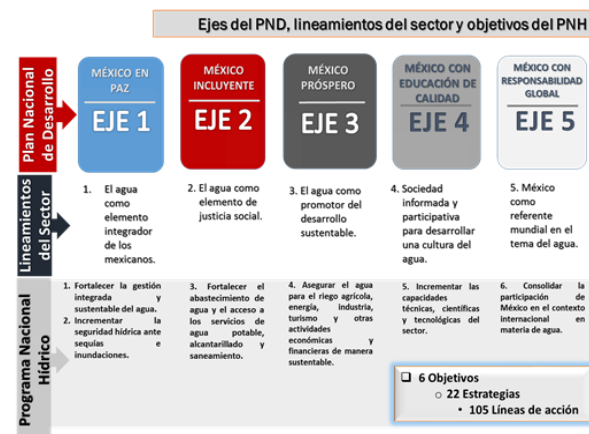 Ejes del PND, lineamientos del sector y objetivos del PNH
Plan Nacional
de Desarrollo
MÉXICO EN
PAZ
EJE 1
MÉXICO
INCLUYENTE
EJE 2
MÉXICO
PRÓSPERO
EJE 3
MÉXICO CON
EDUCACIÓN DE
CALIDAD
EJE 4
MÉXICO CON
RESPONSABILIDAD
GLOBAL
EJE 5
Lineamientos
del Sector
1. El agua
como
elemento
integrador
de los
mexicanos.
2. El agua como
elemento de
justicia social.
3. El agua como
promotor del
desarrollo
sustentable.
4. Sociedad
informada y
participativa
para desarrollar
una cultura del
agua.
5. México
como
referente
mundial en el
tema del agua.
Programa Nacional
Hídrico
1. Fortalecer la gestión
integrada y
sustentable del agua.
2. Incrementar la
seguridad hídrica ante
sequías e
inundaciones.
3. Fortalecer el
abastecimiento de
agua y el acceso a
los servicios de
agua potable,
alcantarillado y
saneamiento.
4. Asegurar el agua
para el riego agrícola,
energía, industria,
turismo y otras
actividades
económicas y
financieras de manera
sustentable.
5. Incrementar las
capacidades
técnicas, científicas
y tecnológicas del
sector.
6. Consolidar la
participación de
México en el contexto
internacional en
materia de agua.
6 Objetivos
22 Estrategias
105 Líneas de acción